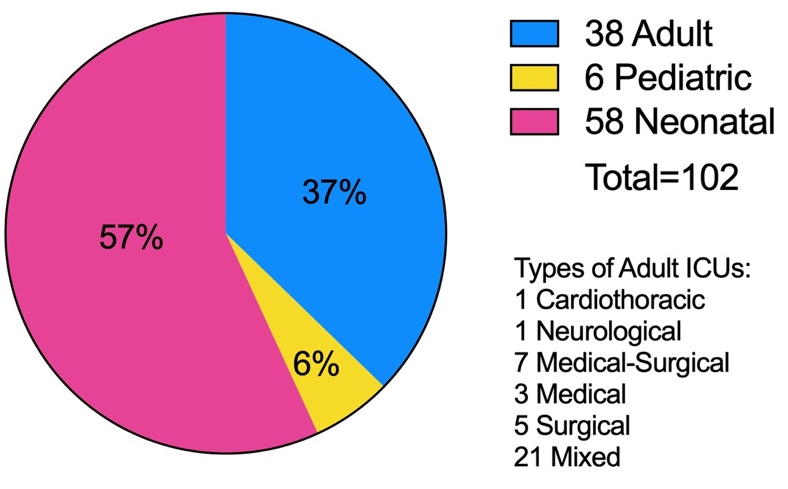 38 Adult
6 Pediatric
58 Neonatal
Total=102
37%
57%
6%
Types of Adult ICUs:
1 Cardiothoracic
1 Neurological
7 Medical-Surgical
3 Medical
5 Surgical
21 Mixed